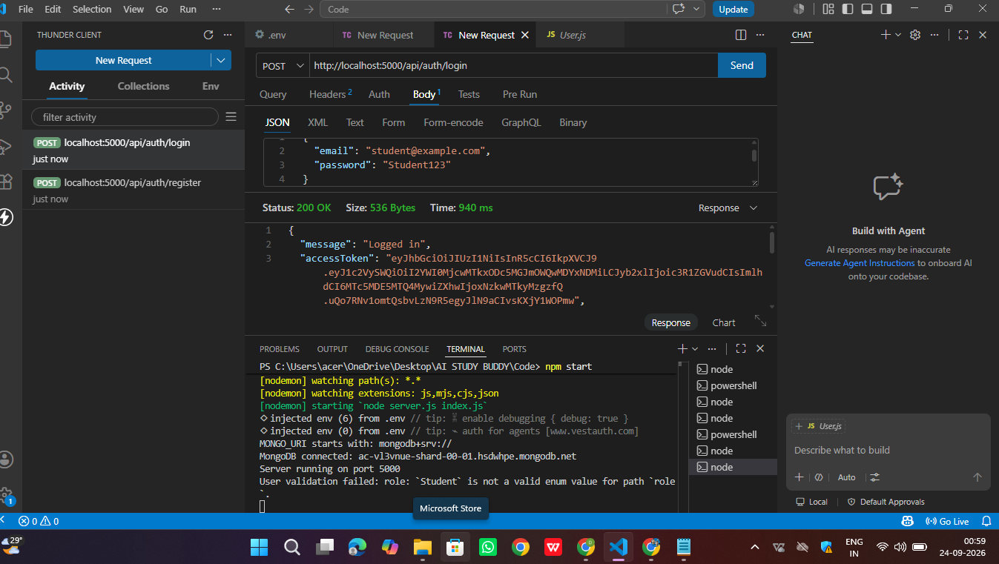 File Edit Selection View Go Run ···
Code
Update
THUNDER CLIENT
New Request
Activity Collections Env
filter activity
POST localhost:5000/api/auth/login
just now
POST localhost:5000/api/auth/register
just now
.env
TC New Request
TC New Request
JS User.js
POST
http://localhost:5000/api/auth/login
Send
Query Headers 2 Auth Body 1 Tests Pre Run
JSON XML Text Form Form-encode GraphQL Binary
1 {
2 "email": "student@example.com",
3 "password": "Student123"
4 }
Status: 200 OK Size: 536 Bytes Time: 940 ms
Response
1 {
2 "message": "Logged in",
3 "accessToken": "eyJhbGciOiJIUzI1NiIsInR5cCI6IkpXVCJ9
.eyJ1c2VySWQiOiI2YWI0MjcwMTkxODc5MGJmOWQwMDYxNDMiLCJyb2xlIjoic3R1ZGVudCIsImlh
dCI6MTc5MDE5MTQ4MywiZXhwIjoxNzkwMTkyMzgzfQ
.uQo7RNv1omtQsbvLzN9R5egyJlN9aCIvsKXjY1WOPmw",
Response Chart
PROBLEMS OUTPUT DEBUG CONSOLE TERMINAL PORTS
PS C:\Users\acer\OneDrive\Desktop\AI STUDY BUDDY\Code> npm start
[nodemon] watching path(s): *.*
[nodemon] watching extensions: js,mjs,cjs,json
[nodemon] starting `node server.js index.js`
◇ injected env (6) from .env // tip: enable debugging { debug: true }
◇ injected env (0) from .env // tip: auth for agents [www.vestauth.com]
MONGO_URI starts with: mongodb+srv://
MongoDB connected: ac-vl3vnue-shard-00-01.hsdwhpe.mongodb.net
Server running on port 5000
User validation failed: role: `Student` is not a valid enum value for path `role
`.
node
powershell
node
node
powershell
node
node
CHAT
Build with Agent
AI responses may be inaccurate
Generate Agent Instructions to onboard AI
onto your codebase.
JS User.js
Describe what to build
Auto
Local Default Approvals
Microsoft Store
1
0 0
Go Live
29°
ENG
IN
00:59
24-09-2026